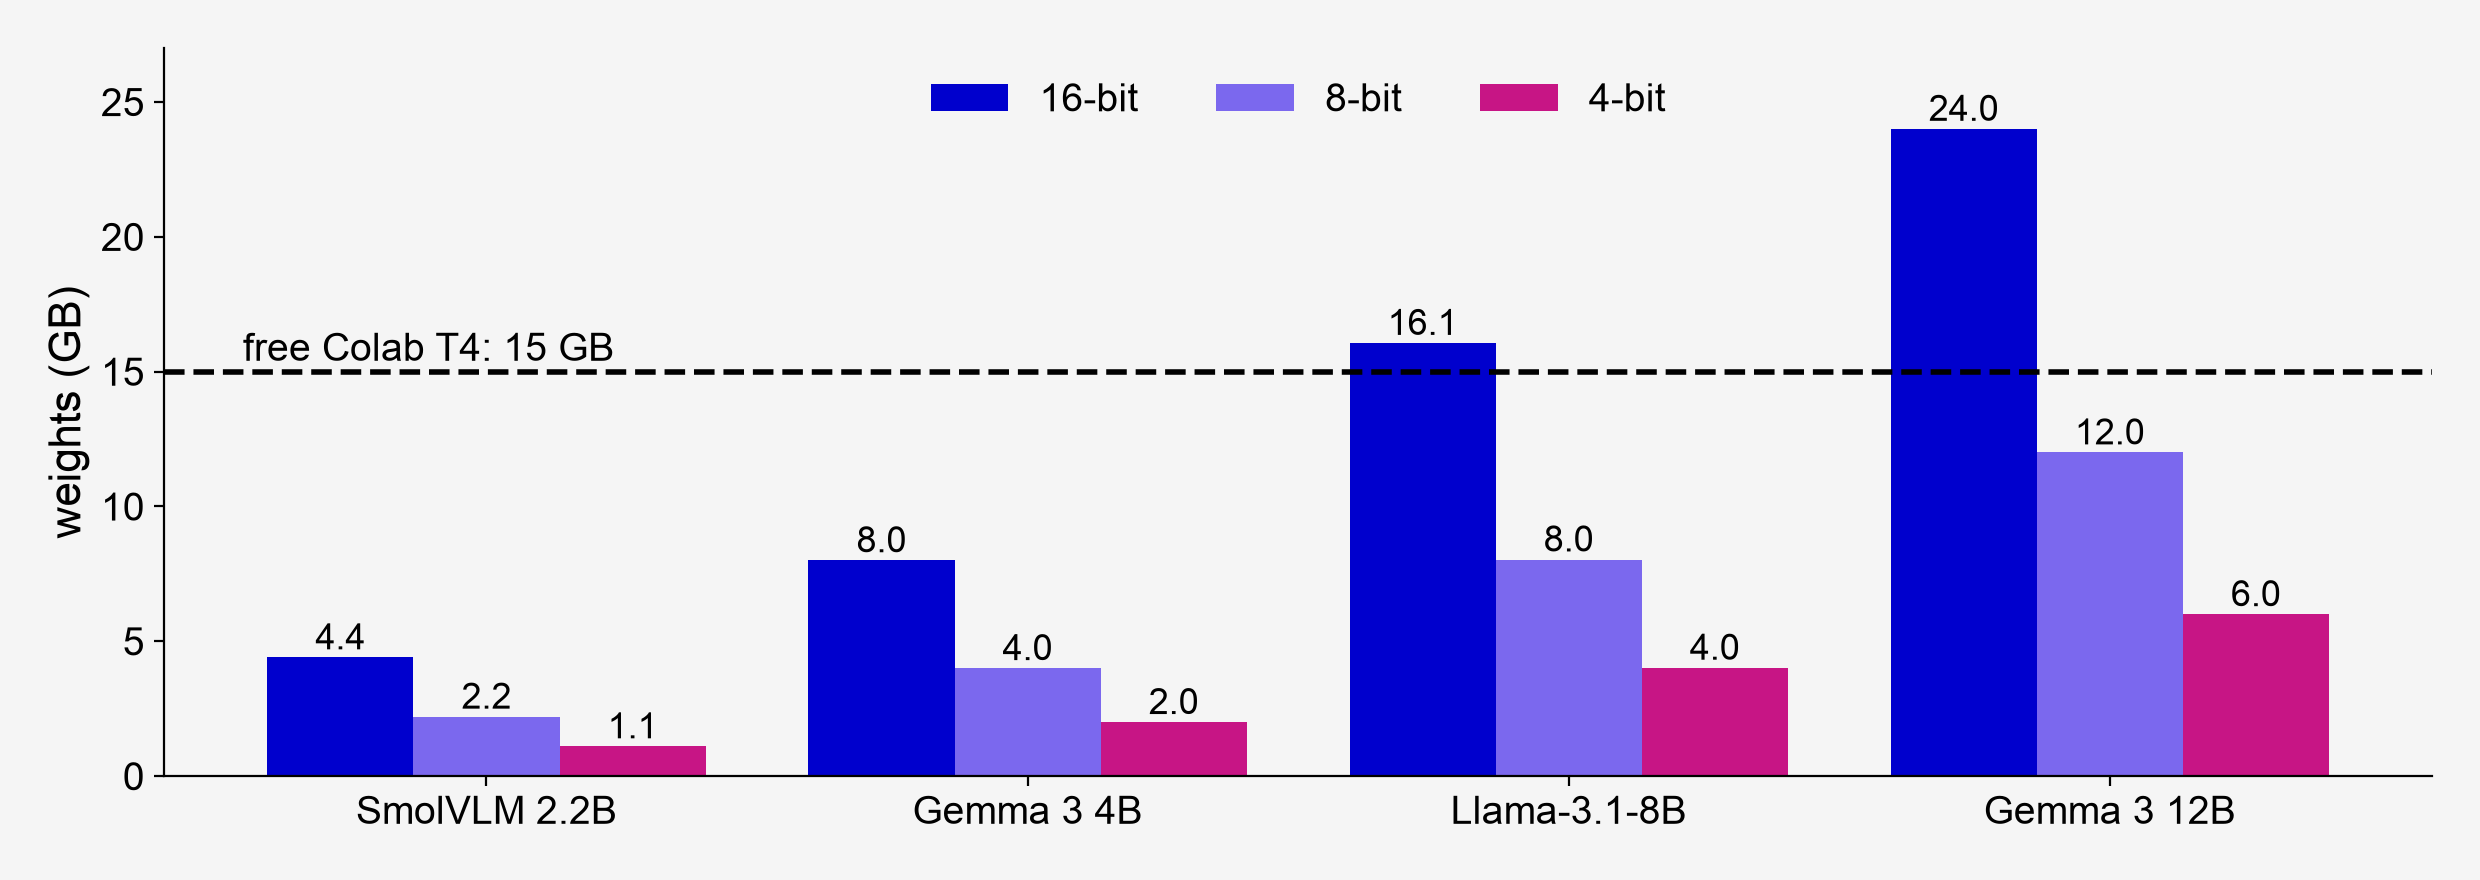 16-bit 8-bit 4-bit
weights (GB)
25
20
15
10
5
0
free Colab T4: 15 GB
4.4
2.2
1.1
8.0
4.0
2.0
16.1
8.0
4.0
24.0
12.0
6.0
SmolVLM 2.2B
Gemma 3 4B
Llama-3.1-8B
Gemma 3 12B